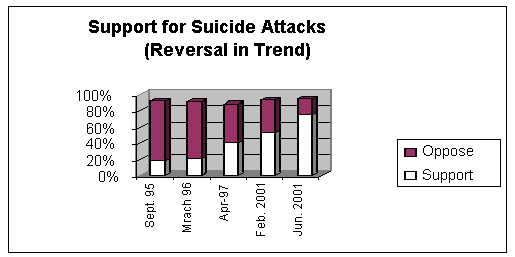 Support for Suicide Attacks
(Reversal in Trend)
100%
80%
60%
40%
20%
0%
Sept. 95
Mrach 96
Apr-97
Feb. 2001
Jun. 2001
Oppose
Support